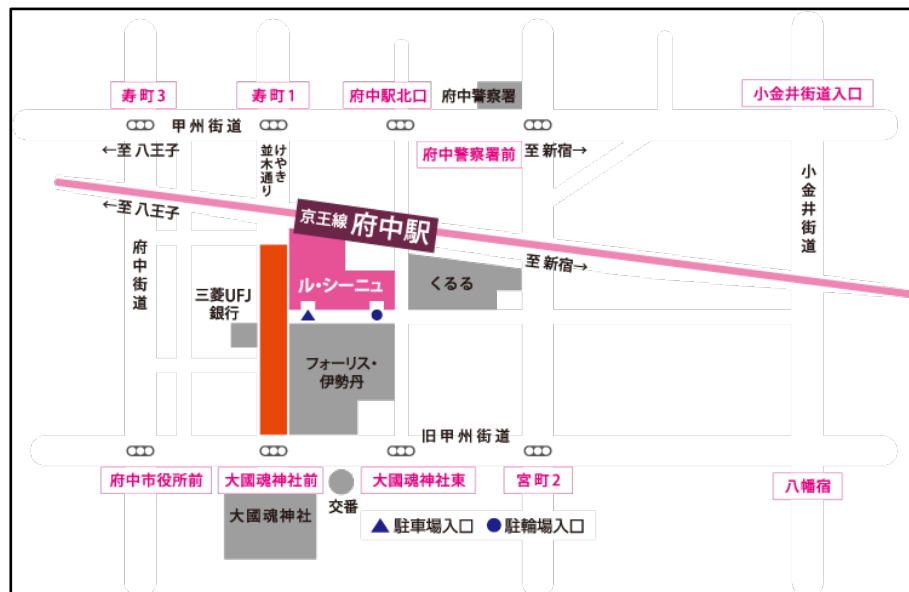 寿町3
寿町1
府中駅北口
府中警察署
小金井街道入口
甲州街道
←至 八王子
けやき
並木通り
府中警察署前
至 新宿→
小金井街道
←至 八王子
京王線 府中駅
府中街道
至 新宿→
三菱UFJ
銀行
ル・シーニュ
くるる
フォーリス・
伊勢丹
旧甲州街道
府中市役所前
大國魂神社前
大國魂神社東
宮町2
八幡宿
交番
大國魂神社
▲ 駐車場入口 ● 駐輪場入口